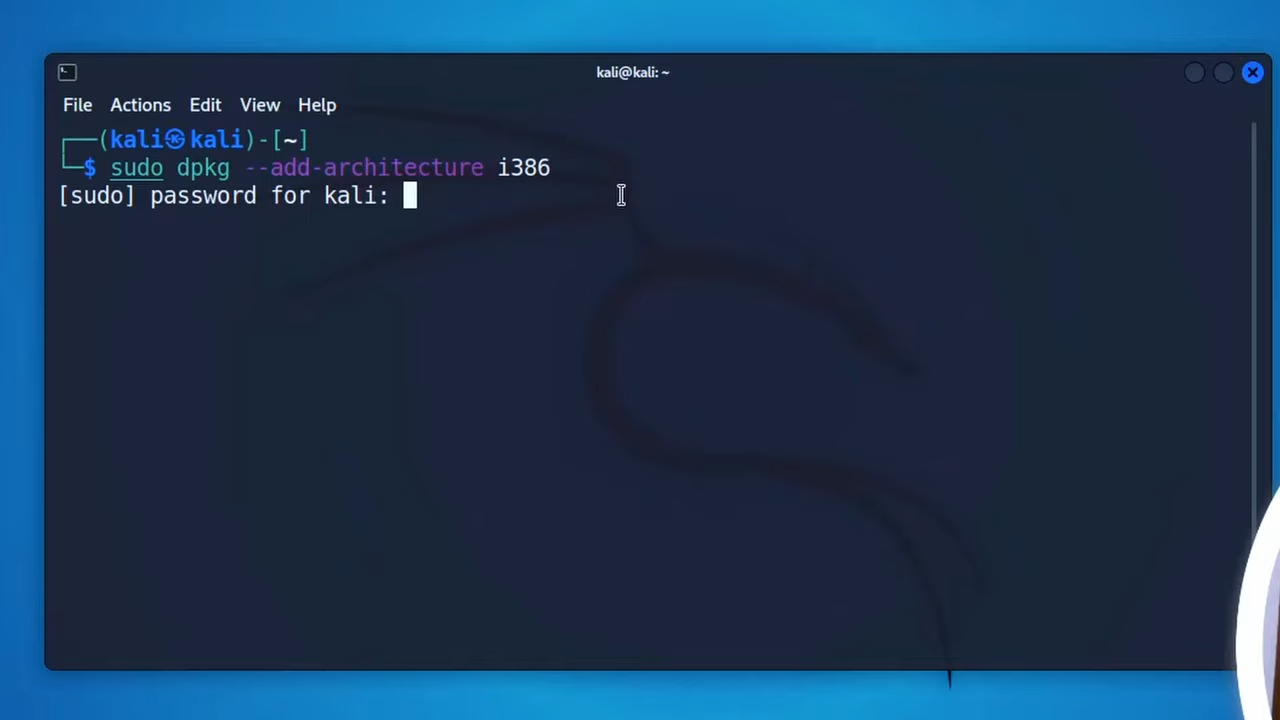 kali@kali: ~
File Actions Edit View Help
┌──(kali㉿kali)-[~]
└─$ sudo dpkg --add-architecture i386
[sudo] password for kali: